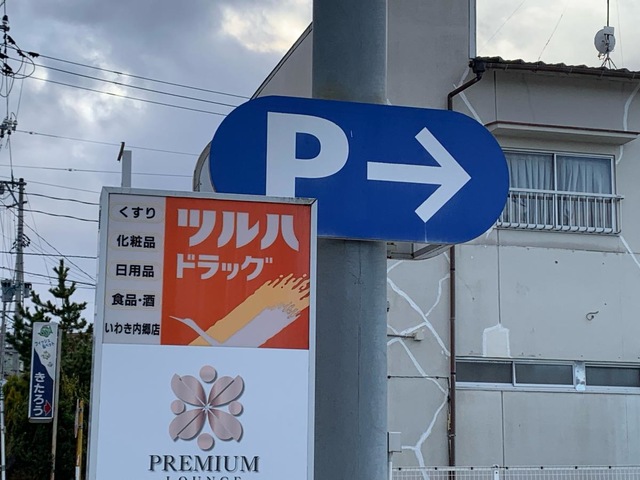 P→
くすり
化粧品
日用品
食品・酒
いわき内郷店
ツルハ
ドラッグ
PREMIUM
LOUNGE
きたろう